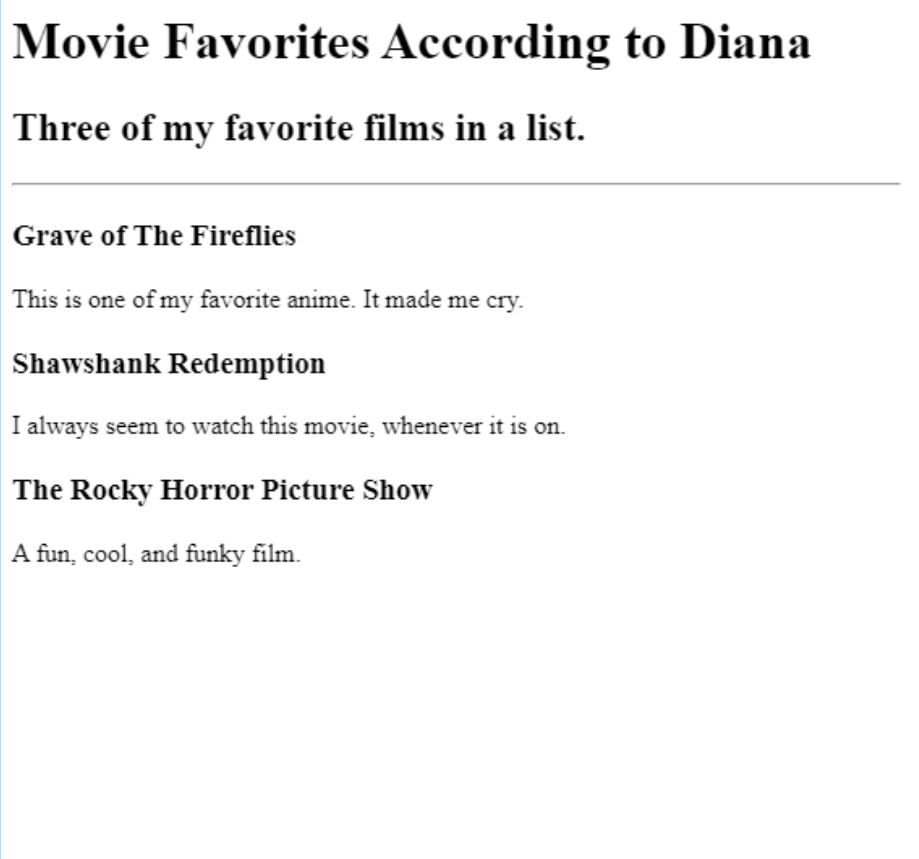 Movie Favorites According to Diana
Three of my favorite films in a list.
Grave of The Fireflies
This is one of my favorite anime. It made me cry.
Shawshank Redemption
I always seem to watch this movie, whenever it is on.
The Rocky Horror Picture Show
A fun, cool, and funky film.